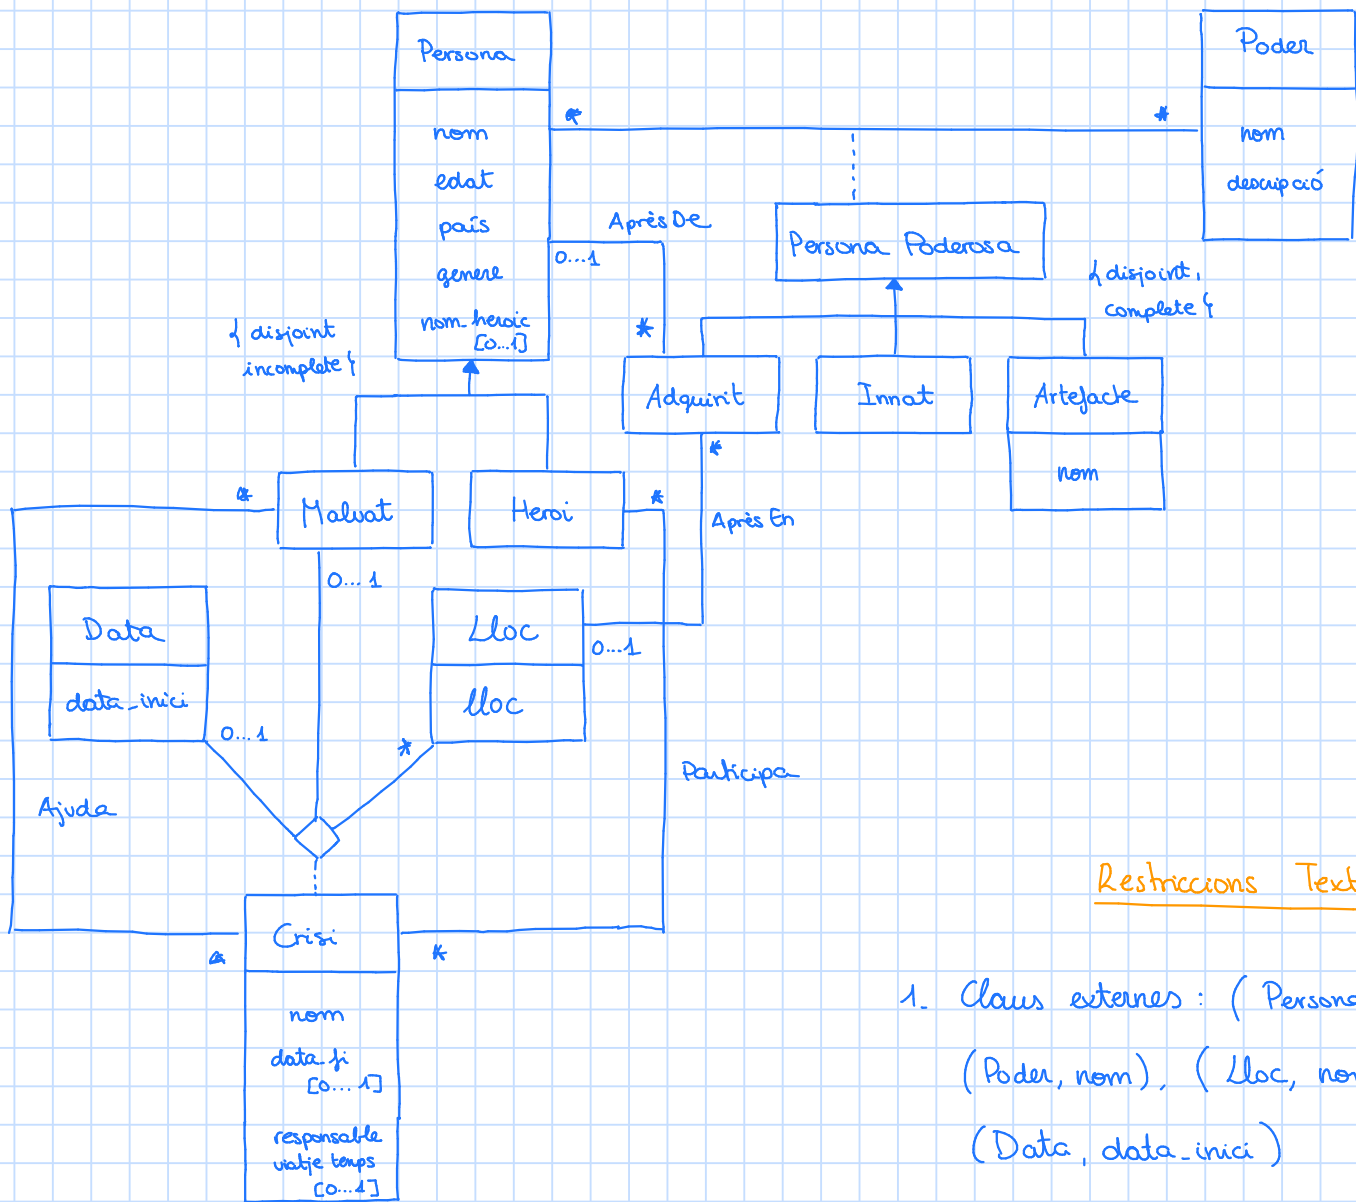 Persona
nom
edat
país
genere
nom_heroic
[0...1]
Poder
nom
descripció
*
*
Après De
0...1
*
Persona Poderosa
{ disjoint,
complete }
{ disjoint
incomplete }
Adquirit
Innat
Artefacte
nom
*
Malvat
*
Heroi
*
Après En
0...1
Data
data_inici
0...1
Lloc
lloc
0...1
*
Participa
Ajuda
Crisi
*
*
nom
data_fi
[0...1]
responsable
viatje temps
[0...1]
Restriccions Text
1- Claus externes : ( Persona
(Poder, nom), ( Lloc, nom
(Data, data_inici )